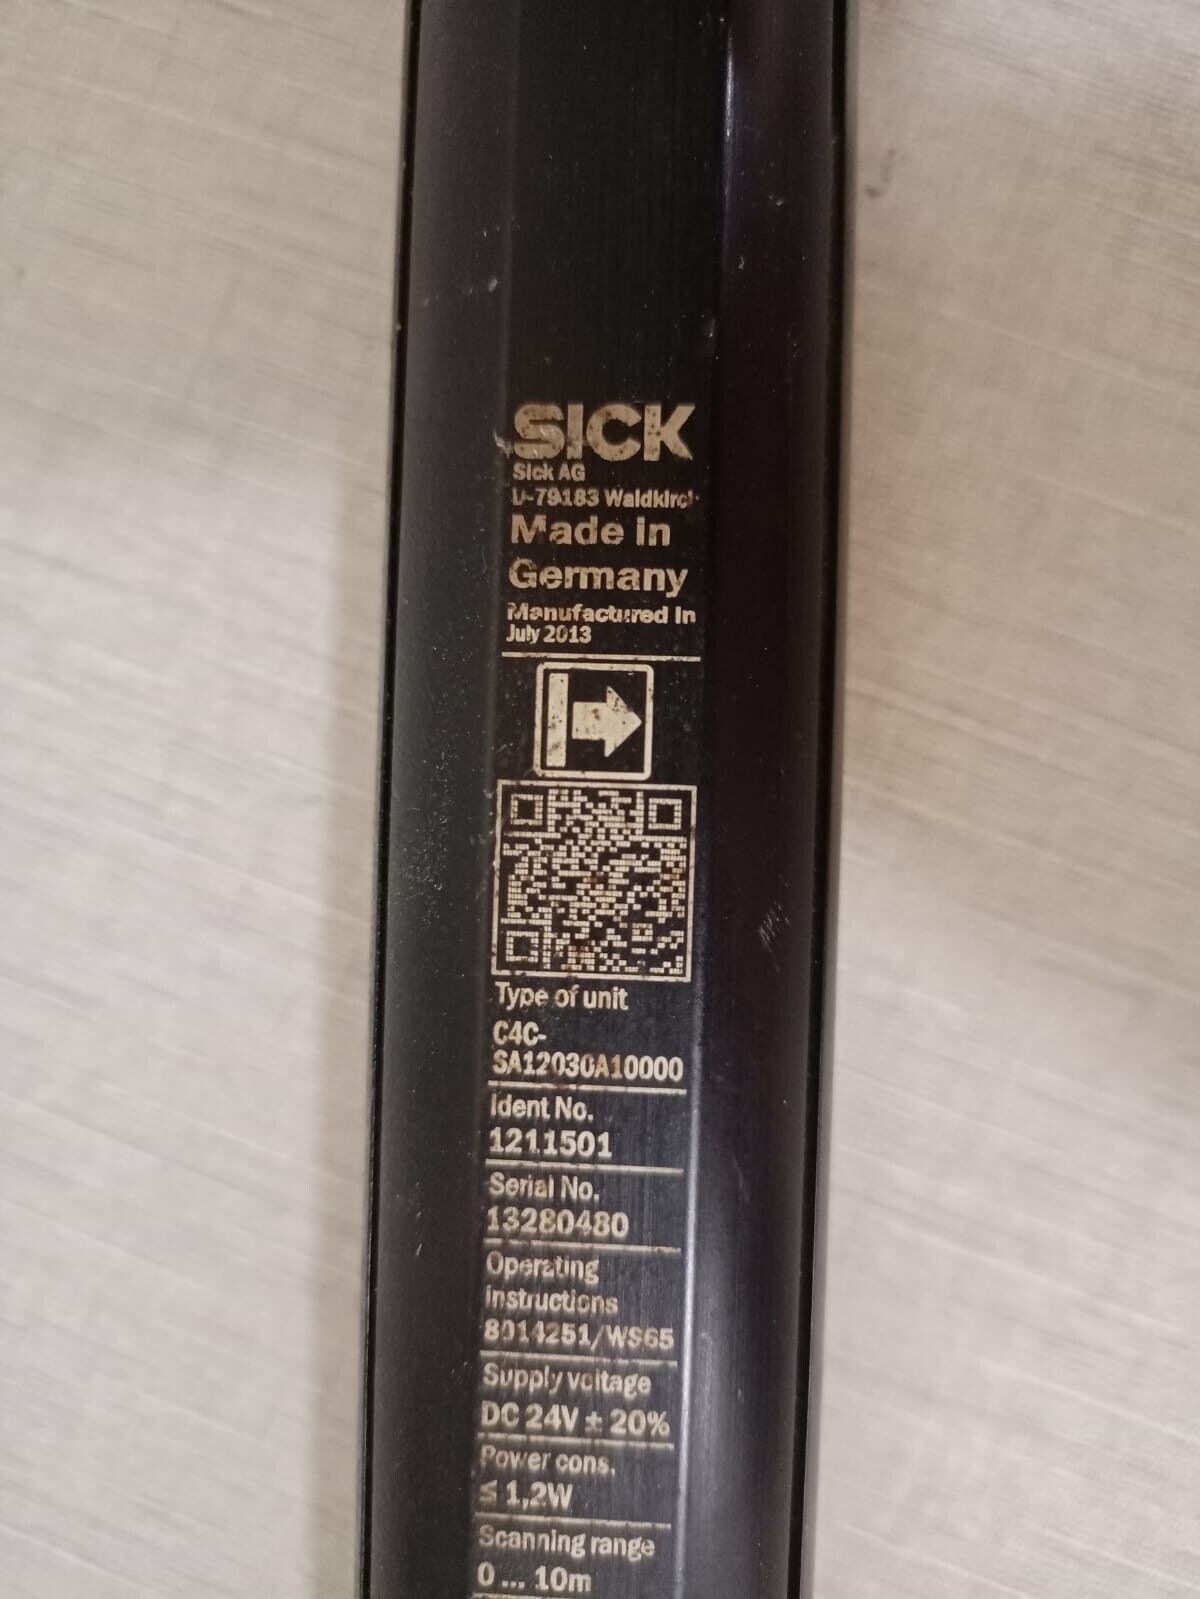 SICK
Sick AG
D-79183 Waldkirch
Made in
Germany
Manufactured in
July 2013
Type of unit
C4C-
SA12030A10000
Ident No.
1211501
Serial No.
13280480
Operating
instructions
8014251/WS65
Supply voltage
DC 24V ± 20%
Power cons.
≤ 1,2W
Scanning range
0 ... 10m